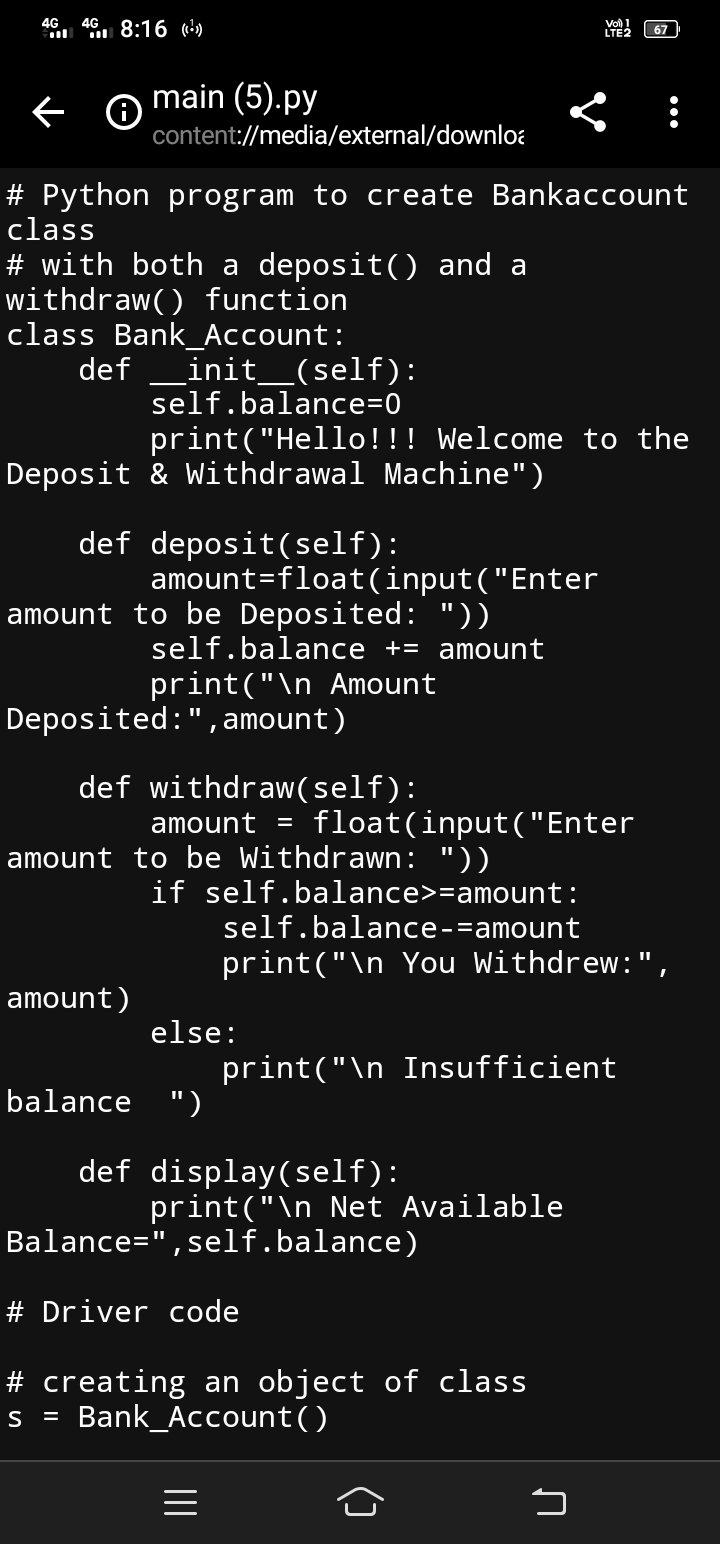 4G 4G 8:16 1 Vo)) 1 LTE2 67
main (5).py
content://media/external/downloa
# Python program to create Bankaccount
class
# with both a deposit() and a
withdraw() function
class Bank_Account:
    def __init__(self):
        self.balance=0
        print("Hello!!! Welcome to the
Deposit & Withdrawal Machine")

    def deposit(self):
        amount=float(input("Enter
amount to be Deposited: "))
        self.balance += amount
        print("\n Amount
Deposited:",amount)

    def withdraw(self):
        amount = float(input("Enter
amount to be Withdrawn: "))
        if self.balance>=amount:
            self.balance-=amount
            print("\n You Withdrew:",
amount)
        else:
            print("\n Insufficient
balance  ")

    def display(self):
        print("\n Net Available
Balance=",self.balance)

# Driver code

# creating an object of class
s = Bank_Account()